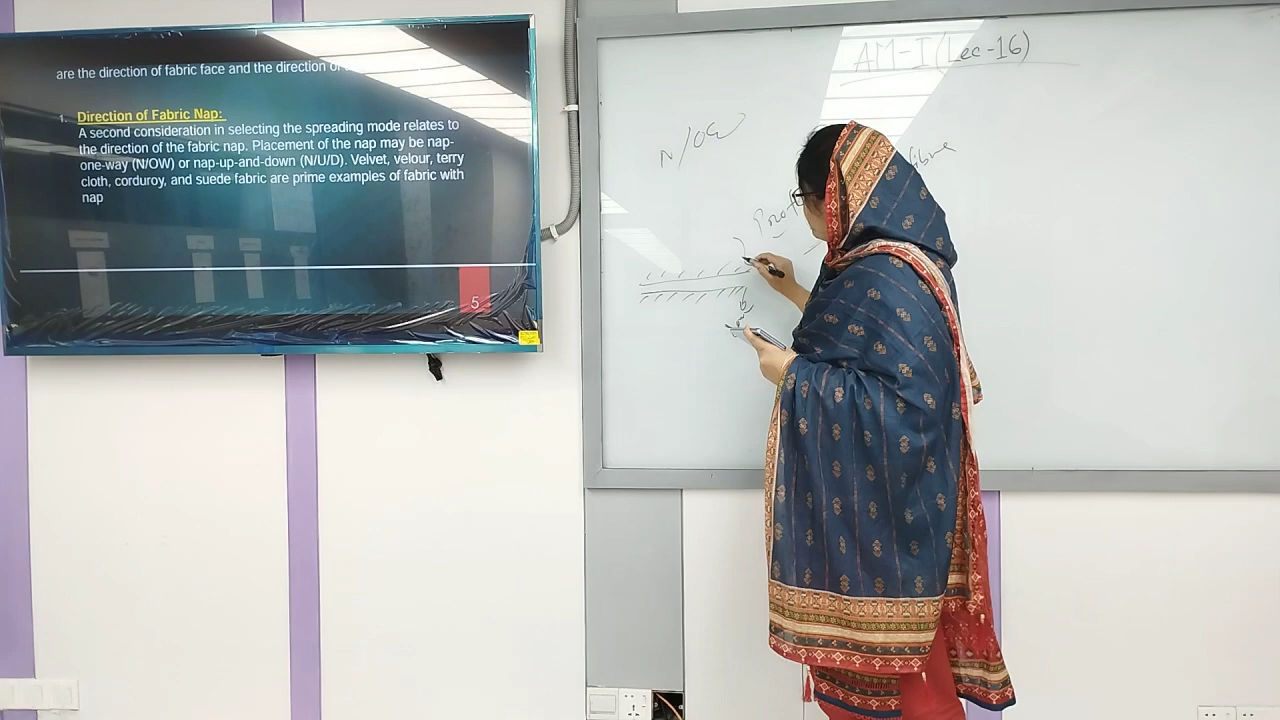 are the direction of fabric face and the direction
1. Direction of Fabric Nap:
A second consideration in selecting the spreading mode relates to
the direction of the fabric nap. Placement of the nap may be nap-
one-way (N/OW) or nap-up-and-down (N/U/D). Velvet, velour, terry
cloth, corduroy, and suede fabric are prime examples of fabric with
nap
5
AM-I (Lec-16)
N/OW